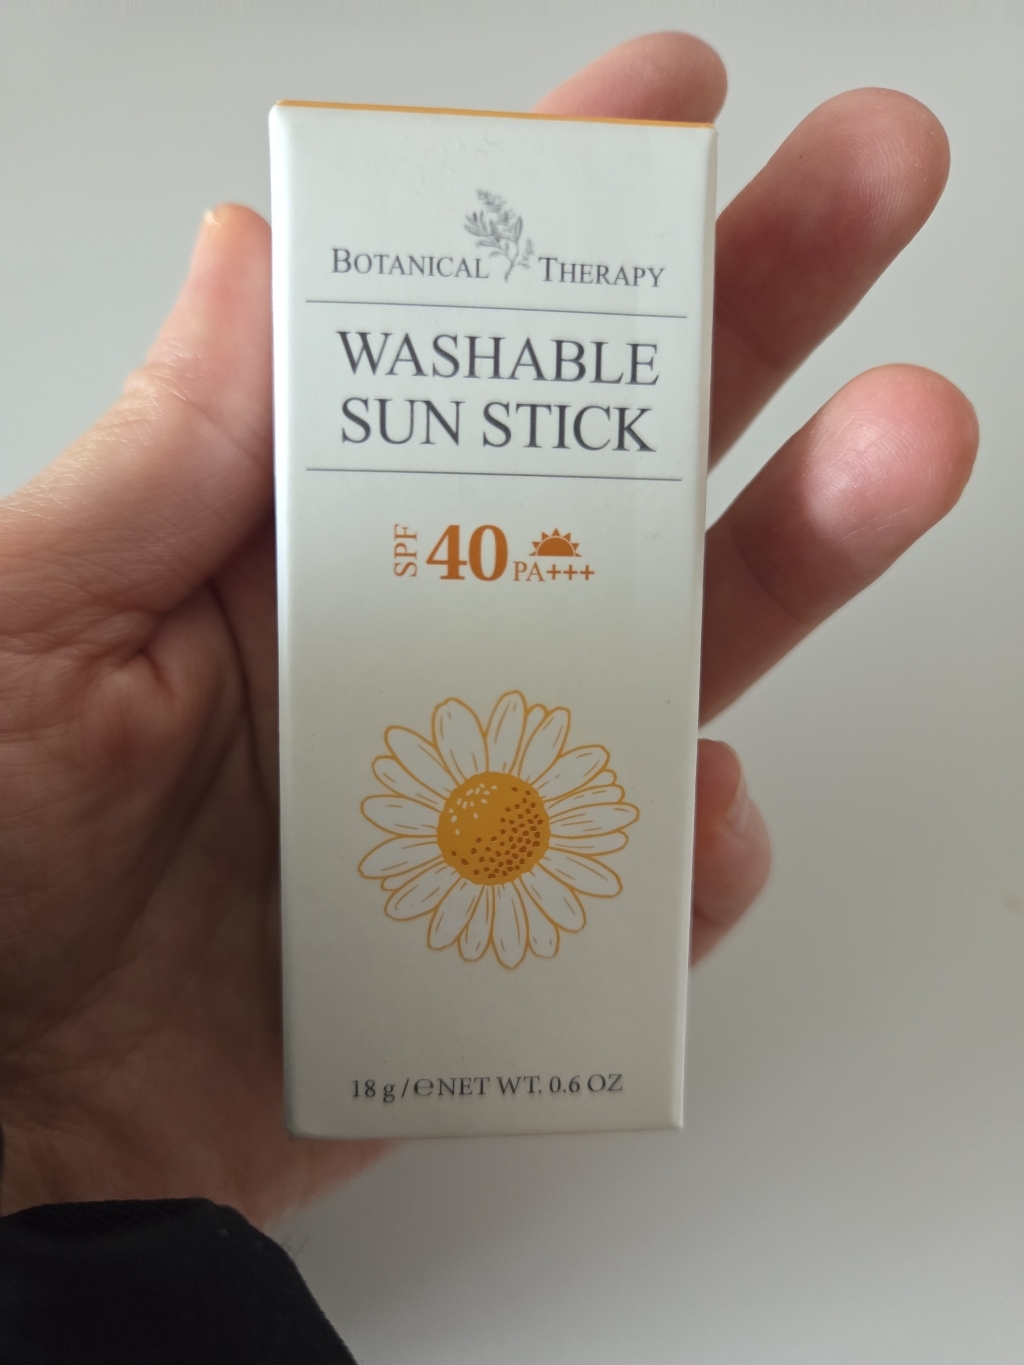 BOTANICAL THERAPY
WASHABLE
SUN STICK
SPF 40 PA+++
18 g / ℮ NET WT. 0.6 OZ